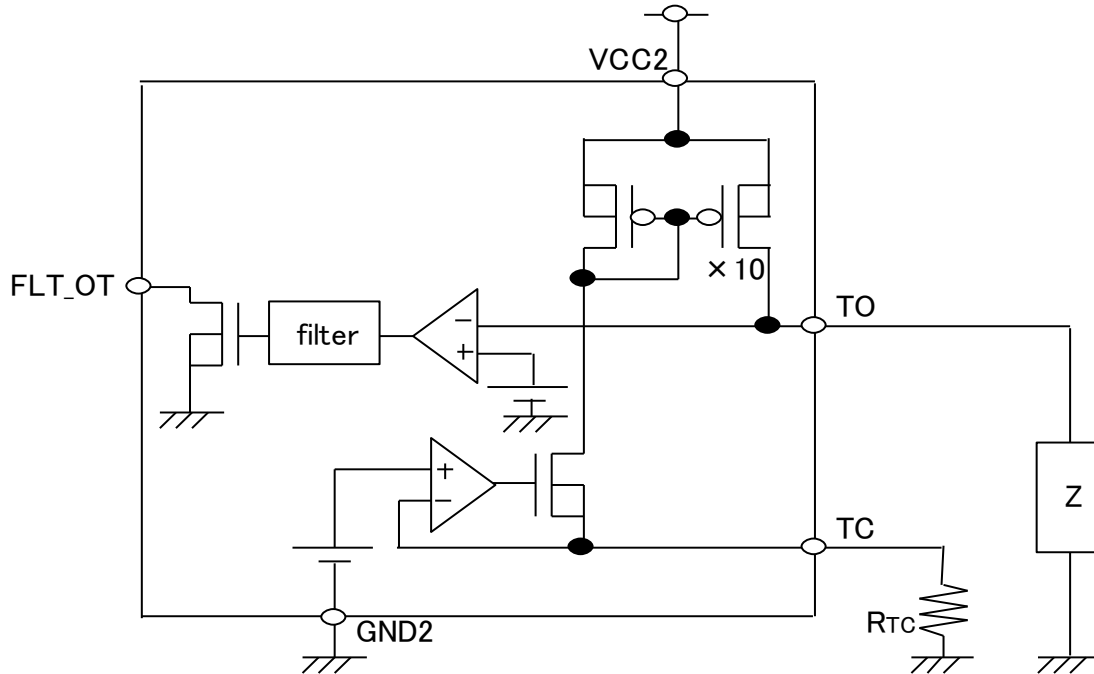 VCC2
×10
FLT_OT
TO
filter
−
+
+
−
TC
Z
RTC
GND2